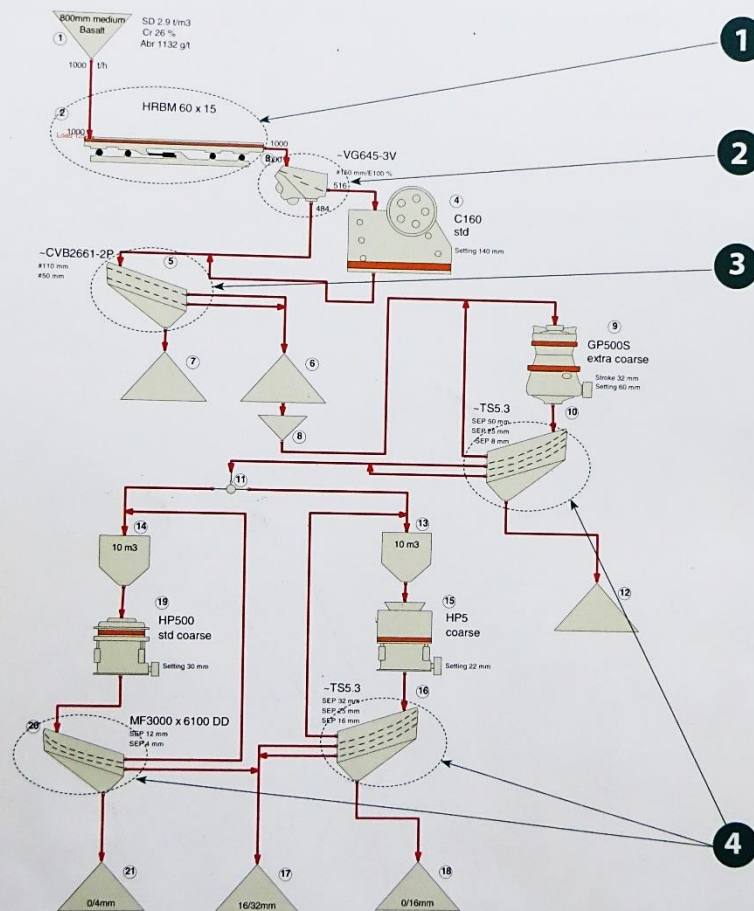 800mm medium
Basalt
SD 2.9 t/m3
Cr 26 %
Abr 1132 g/t
1
1000 t/h
1
2
HRBM 60 x 15
1000
1000
2
~VG645-3V
#160 mm/E100 %
516
484
4
C160
std
Setting 140 mm
~CVB2661-2P
#110 mm
#50 mm
5
3
7
6
8
9
GP500S
extra coarse
Stroke 32 mm
Setting 60 mm
10
~TS5.3
SEP 50 mm
SEP 25 mm
SEP 8 mm
11
14
10 m3
13
10 m3
12
19
HP500
std coarse
Setting 30 mm
15
HP5
coarse
Setting 22 mm
~TS5.3
SEP 32 mm
SEP 25 mm
SEP 16 mm
16
20
MF3000 x 6100 DD
SEP 12 mm
SEP 4 mm
4
21
0/4mm
17
16/32mm
18
0/16mm